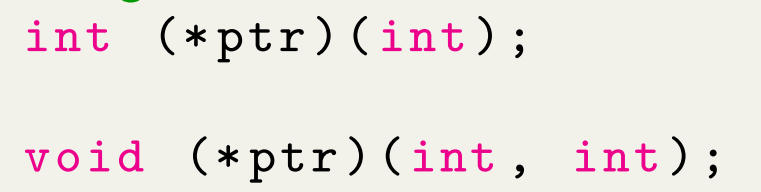 int (*ptr)(int);
void (*ptr)(int, int);